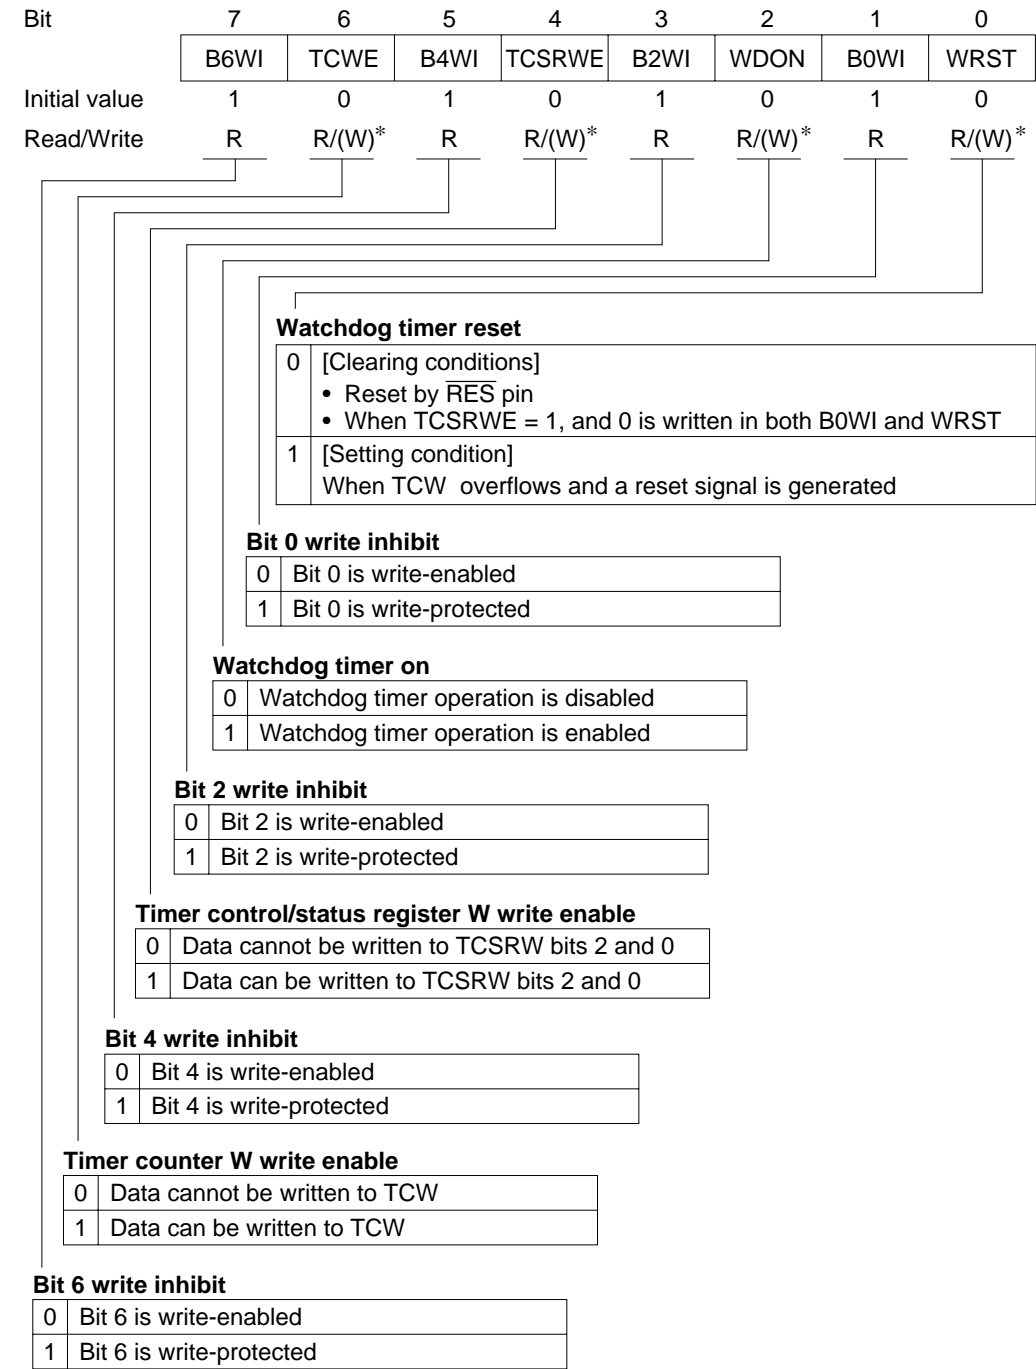 Bit 7 6 5 4 3 2 1 0
B6WI TCWE B4WI TCSRWE B2WI WDON B0WI WRST
Initial value 1 0 1 0 1 0 1 0
Read/Write R R/(W)* R R/(W)* R R/(W)* R R/(W)*
Watchdog timer reset
0 [Clearing conditions]
• Reset by R̅E̅S̅ pin
• When TCSRWE = 1, and 0 is written in both B0WI and WRST
1 [Setting condition]
When TCW overflows and a reset signal is generated
Bit 0 write inhibit
0 Bit 0 is write-enabled
1 Bit 0 is write-protected
Watchdog timer on
0 Watchdog timer operation is disabled
1 Watchdog timer operation is enabled
Bit 2 write inhibit
0 Bit 2 is write-enabled
1 Bit 2 is write-protected
Timer control/status register W write enable
0 Data cannot be written to TCSRW bits 2 and 0
1 Data can be written to TCSRW bits 2 and 0
Bit 4 write inhibit
0 Bit 4 is write-enabled
1 Bit 4 is write-protected
Timer counter W write enable
0 Data cannot be written to TCW
1 Data can be written to TCW
Bit 6 write inhibit
0 Bit 6 is write-enabled
1 Bit 6 is write-protected